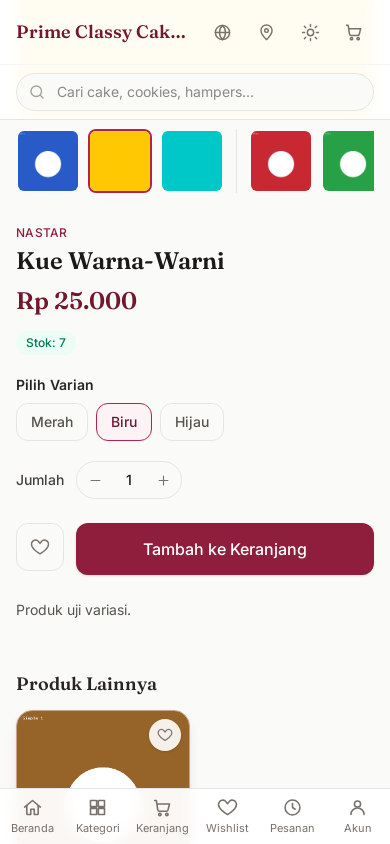 Prime Classy Cak...
Cari cake, cookies, hampers...
NASTAR
Kue Warna-Warni
Rp 25.000
Stok: 7
Pilih Varian
Merah
Biru
Hijau
Jumlah
1
Tambah ke Keranjang
Produk uji variasi.
Produk Lainnya
Beranda
Kategori
Keranjang
Wishlist
Pesanan
Akun